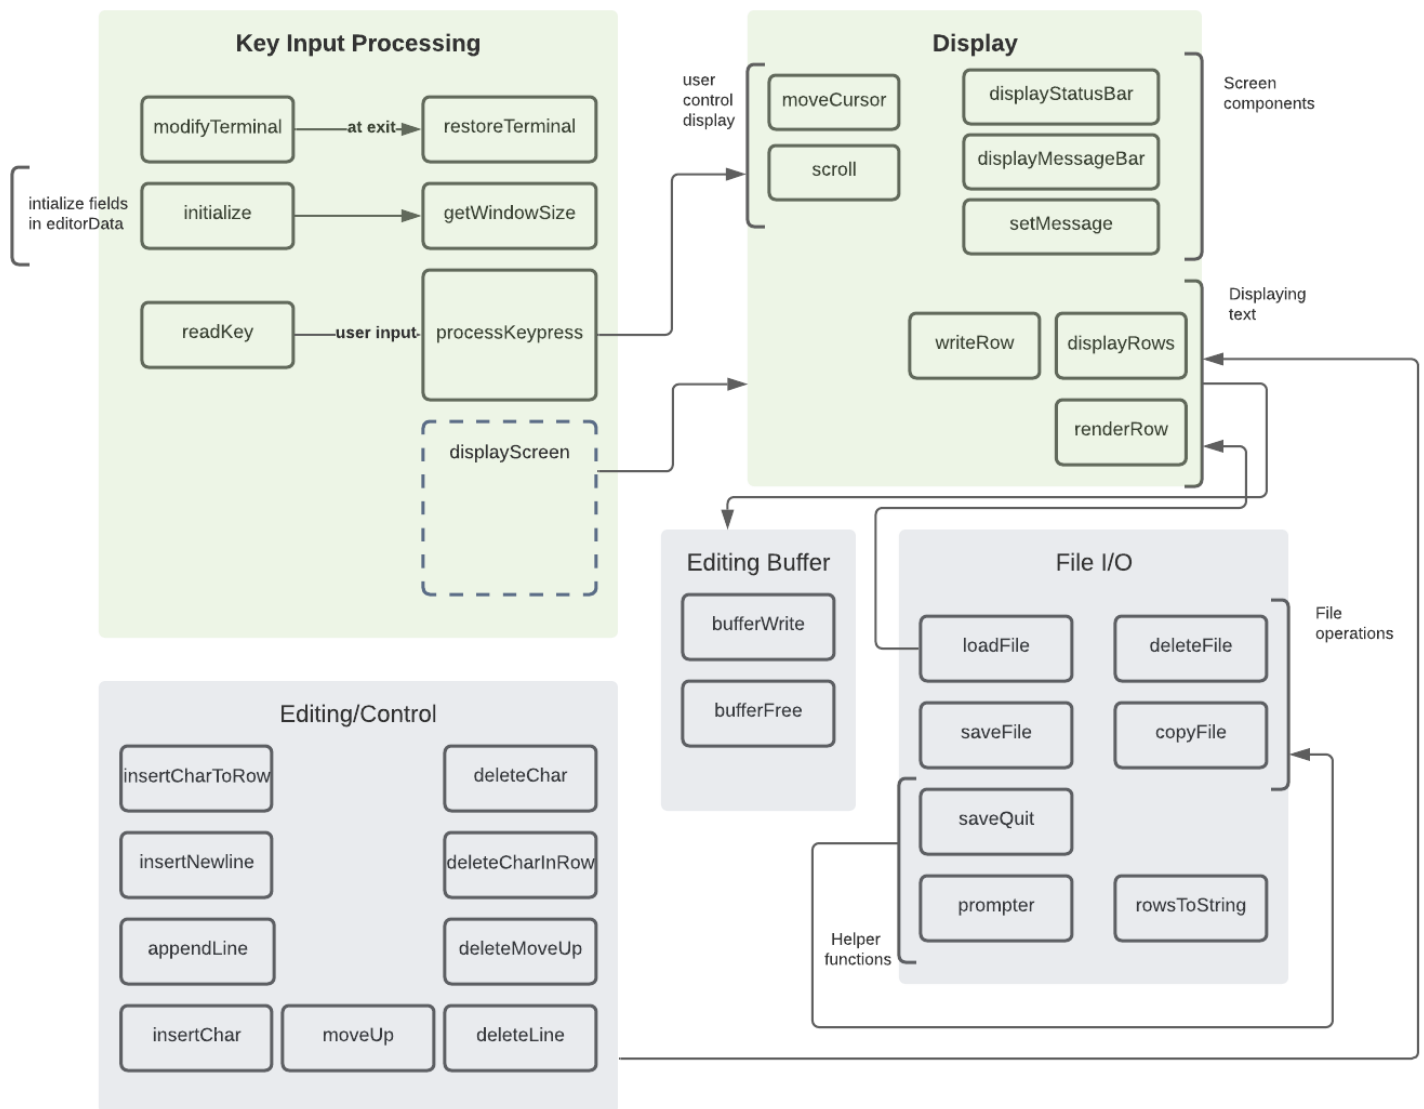 Key Input Processing
modifyTerminal
at exit
restoreTerminal
intialize fields
in editorData
initialize
getWindowSize
readKey
user input
processKeypress
displayScreen
Display
user
control
display
moveCursor
scroll
displayStatusBar
displayMessageBar
setMessage
Screen
components
Displaying
text
writeRow
displayRows
renderRow
Editing Buffer
bufferWrite
bufferFree
File I/O
loadFile
deleteFile
saveFile
copyFile
File
operations
saveQuit
prompter
rowsToString
Helper
functions
Editing/Control
insertCharToRow
deleteChar
insertNewline
deleteCharInRow
appendLine
deleteMoveUp
insertChar
moveUp
deleteLine